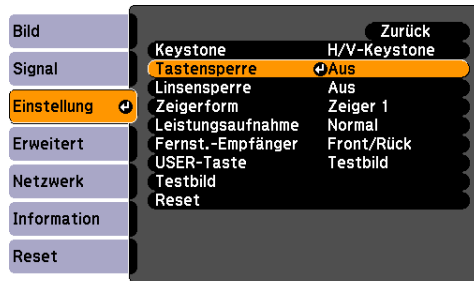 Bild
Signal
Einstellung
Erweitert
Netzwerk
Information
Reset
Zurück
Keystone H/V-Keystone
Tastensperre Aus
Linsensperre Aus
Zeigerform Zeiger 1
Leistungsaufnahme Normal
Fernst.-Empfänger Front/Rück
USER-Taste Testbild
Testbild
Reset